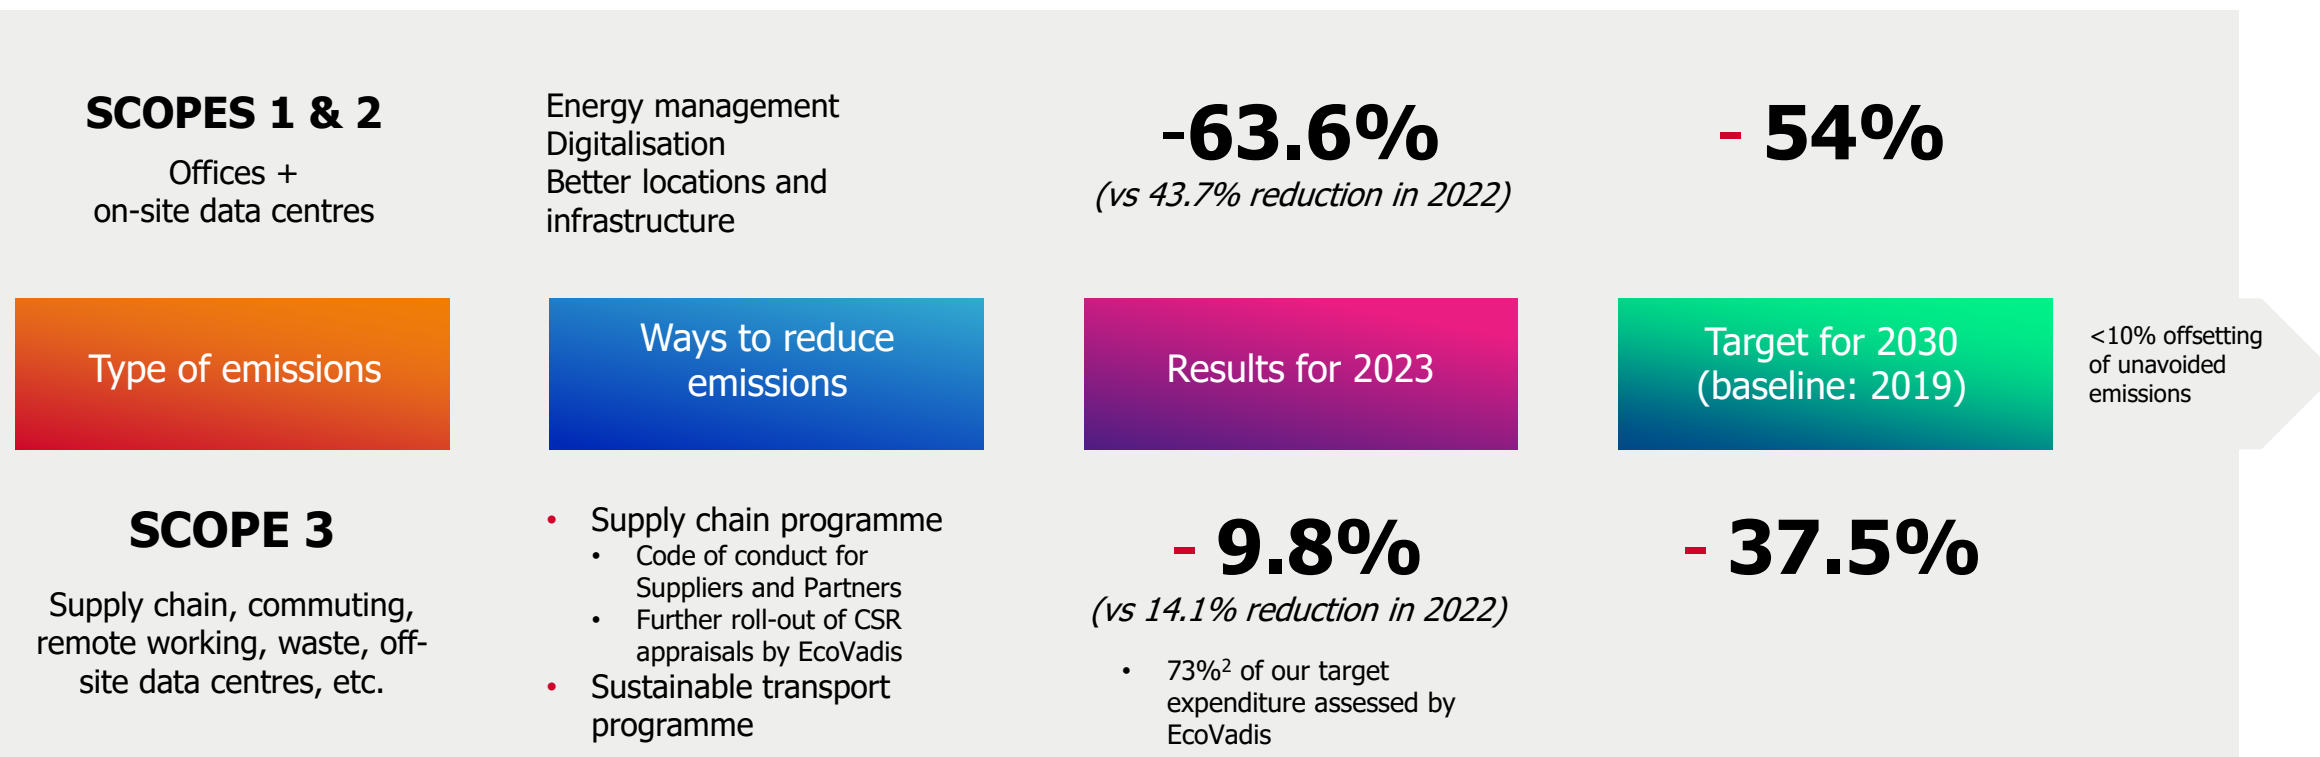 SCOPES 1 & 2
Offices +
on-site data centres
Energy management
Digitalisation
Better locations and
infrastructure
-63.6%
(vs 43.7% reduction in 2022)
- 54%
Type of emissions
Ways to reduce
emissions
Results for 2023
Target for 2030
(baseline: 2019)
<10% offsetting
of unavoided
emissions
SCOPE 3
Supply chain, commuting,
remote working, waste, off-
site data centres, etc.
• Supply chain programme
• Code of conduct for
Suppliers and Partners
• Further roll-out of CSR
appraisals by EcoVadis
• Sustainable transport
programme
- 9.8%
(vs 14.1% reduction in 2022)
• 73%² of our target
expenditure assessed by
EcoVadis
- 37.5%